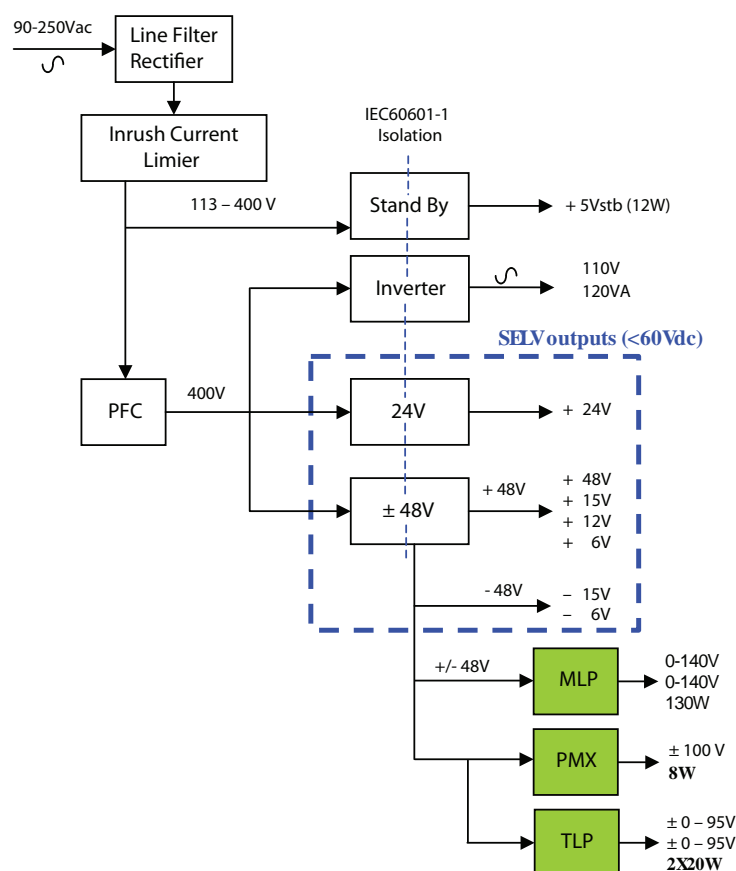 90-250Vac
Line Filter
Rectifier
Inrush Current
Limier
IEC60601-1
Isolation
113 – 400 V
Stand By
+ 5Vstb (12W)
Inverter
110V
120VA
SELV outputs (<60Vdc)
PFC
400V
24V
+ 24V
± 48V
+ 48V
+ 48V
+ 15V
+ 12V
+ 6V
- 48V
– 15V
– 6V
+/- 48V
MLP
0-140V
0-140V
130W
PMX
± 100 V
8W
TLP
± 0 – 95V
± 0 – 95V
2X20W